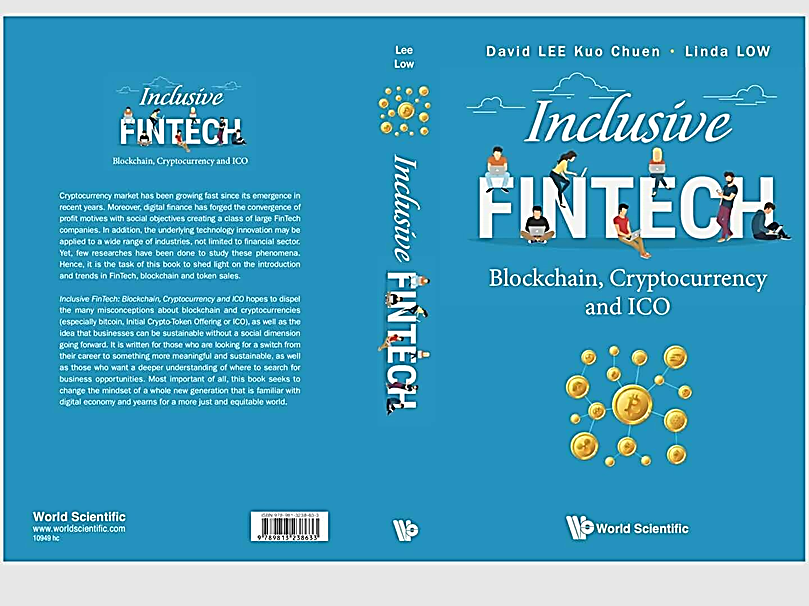 Inclusive
FINTECH
Blockchain, Cryptocurrency and ICO
Cryptocurrency market has been growing fast since its emergence in
recent years. Moreover, digital finance has forged the convergence of
profit motives with social objectives creating a class of large FinTech
companies. In addition, the underlying technology innovation may be
applied to a wide range of industries, not limited to financial sector.
Yet, few researches have been done to study these phenomena.
Hence, it is the task of this book to shed light on the introduction
and trends in FinTech, blockchain and token sales.
Inclusive FinTech: Blockchain, Cryptocurrency and ICO hopes to dispel
the many misconceptions about blockchain and cryptocurrencies
(especially bitcoin, Initial Crypto-Token Offering or ICO), as well as the
idea that businesses can be sustainable without a social dimension
going forward. It is written for those who are looking for a switch from
their career to something more meaningful and sustainable, as well
as those who want a deeper understanding of where to search for
business opportunities. Most important of all, this book seeks to
change the mindset of a whole new generation that is familiar with
digital economy and yearns for a more just and equitable world.
World Scientific
www.worldscientific.com
10949 hc
ISBN 978-981-3238-63-3
9 789813 238633
Lee
Low
Inclusive
FINTECH
David LEE Kuo Chuen • Linda LOW
Inclusive
FINTECH
Blockchain, Cryptocurrency
and ICO
World Scientific